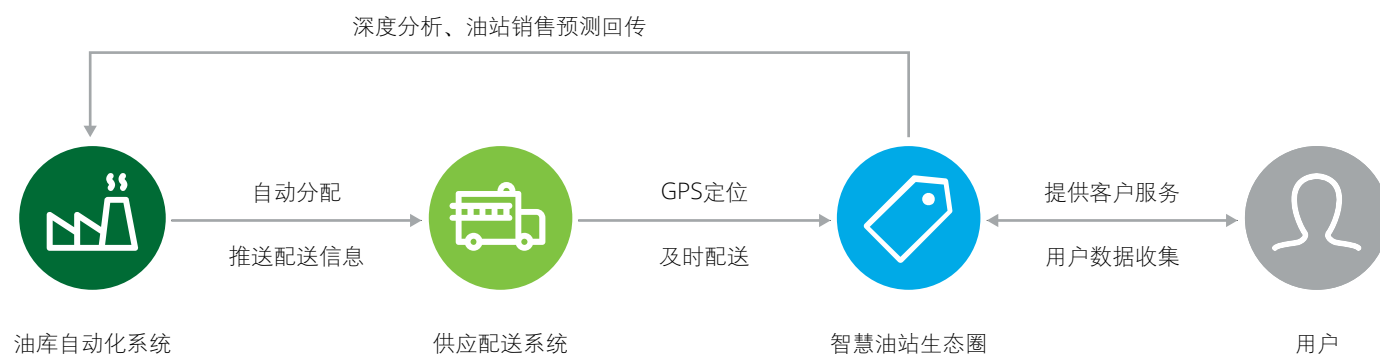 深度分析、油站销售预测回传
自动分配
GPS定位
提供客户服务
推送配送信息
及时配送
用户数据收集
油库自动化系统
供应配送系统
智慧油站生态圈
用户